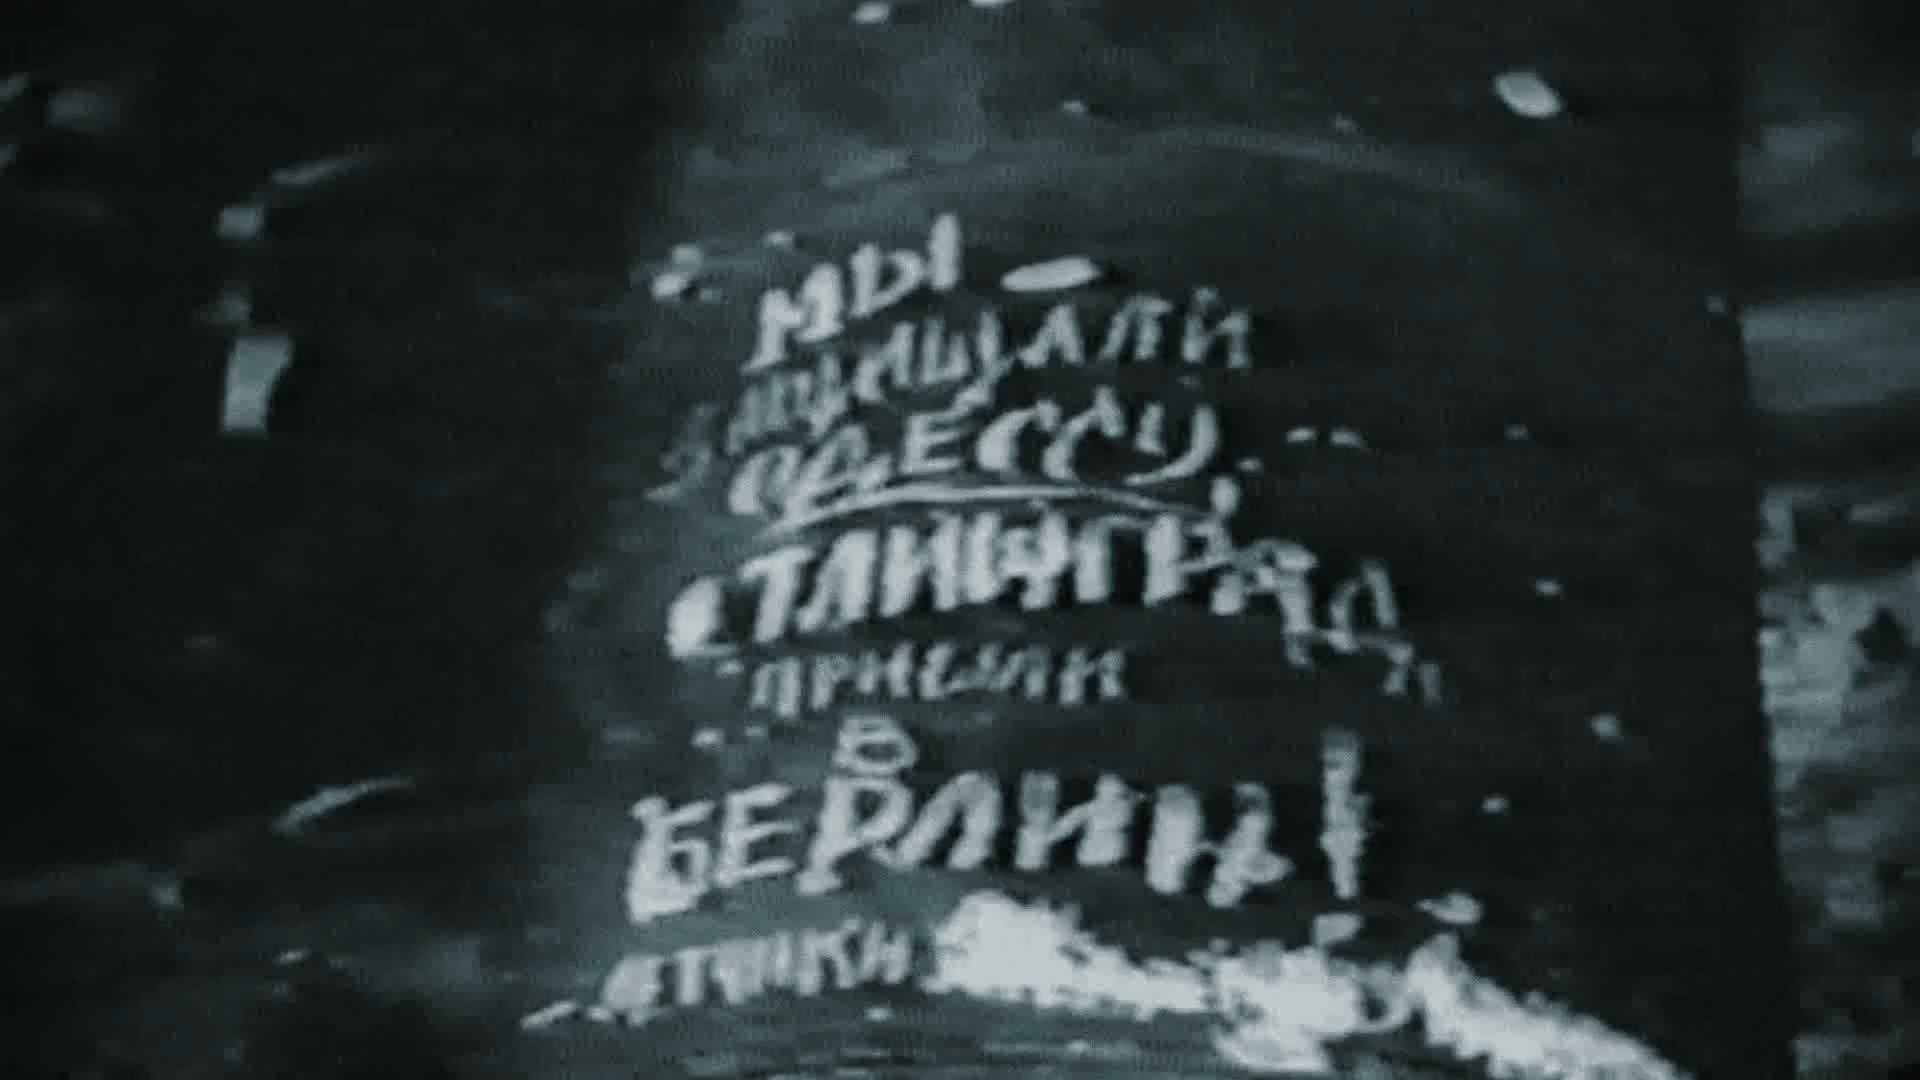 МЫ
ЗАЩИЩАЛИ
ОДЕССУ
СТАЛИНГРАД
ПРИШЛИ
В
БЕРЛИН!